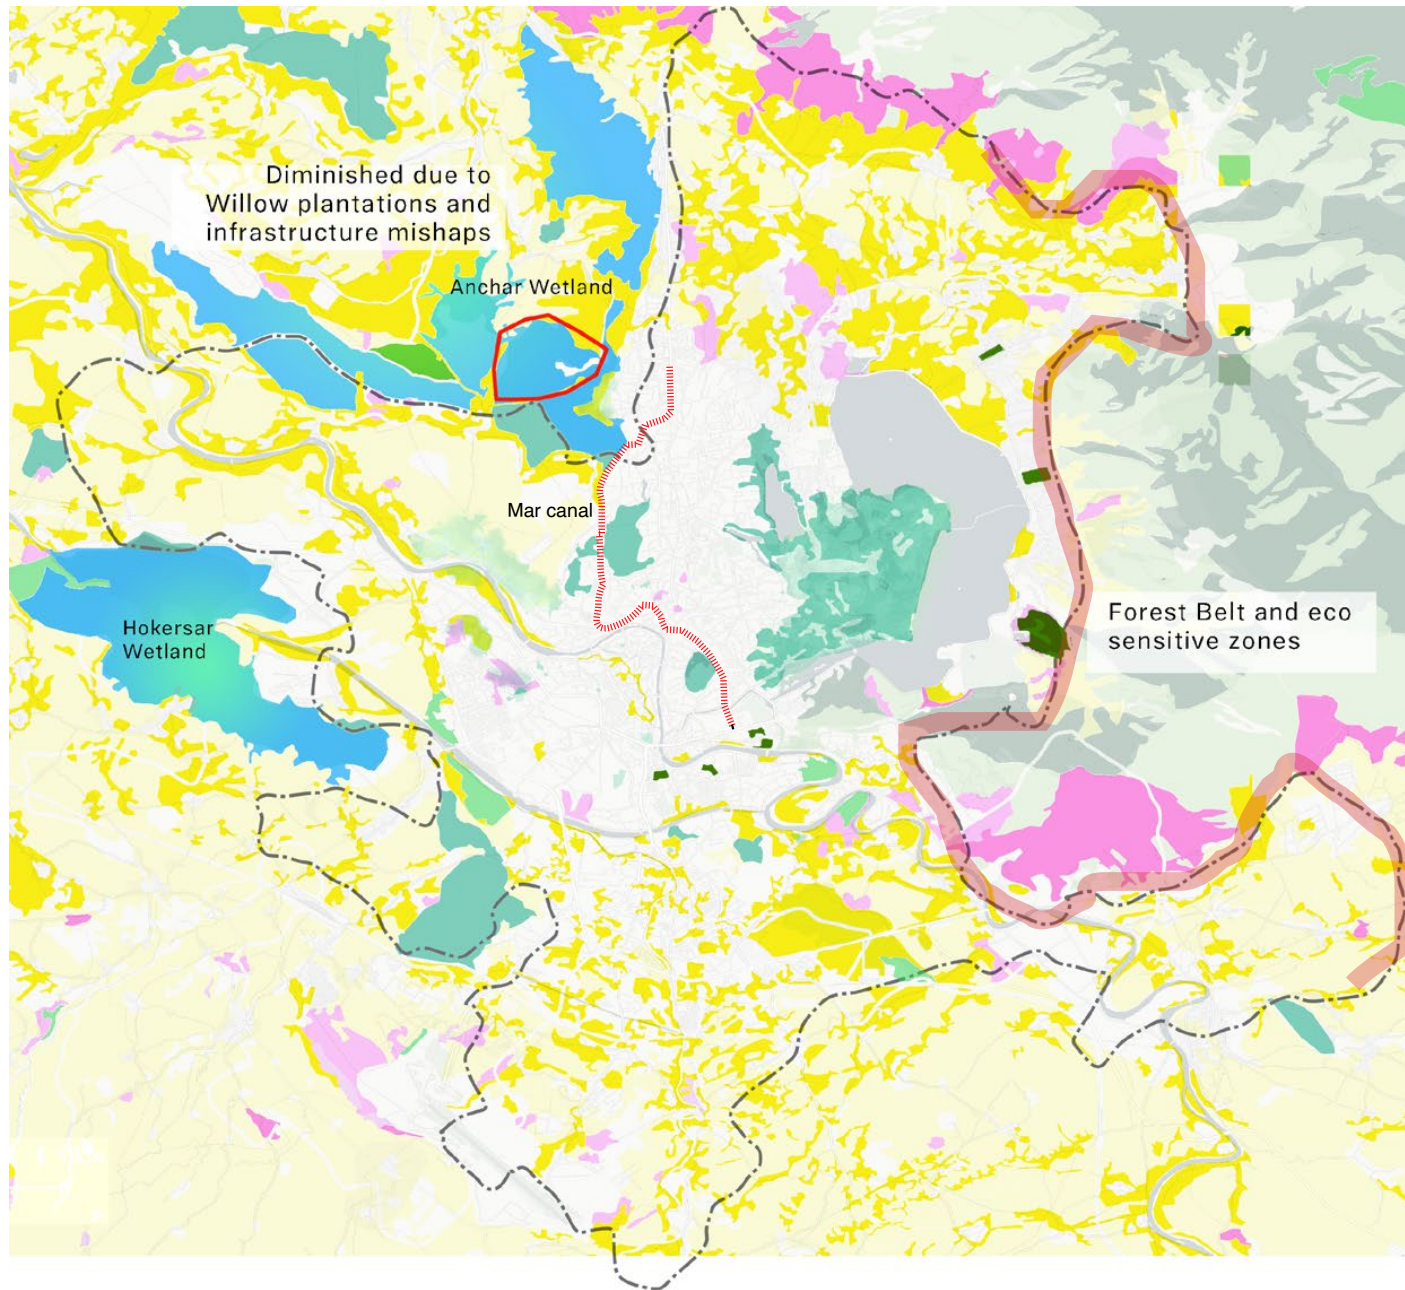 Diminished due to
Willow plantations and
infrastructure mishaps
Anchar Wetland
Mar canal
Hokersar
Wetland
Forest Belt and eco
sensitive zones